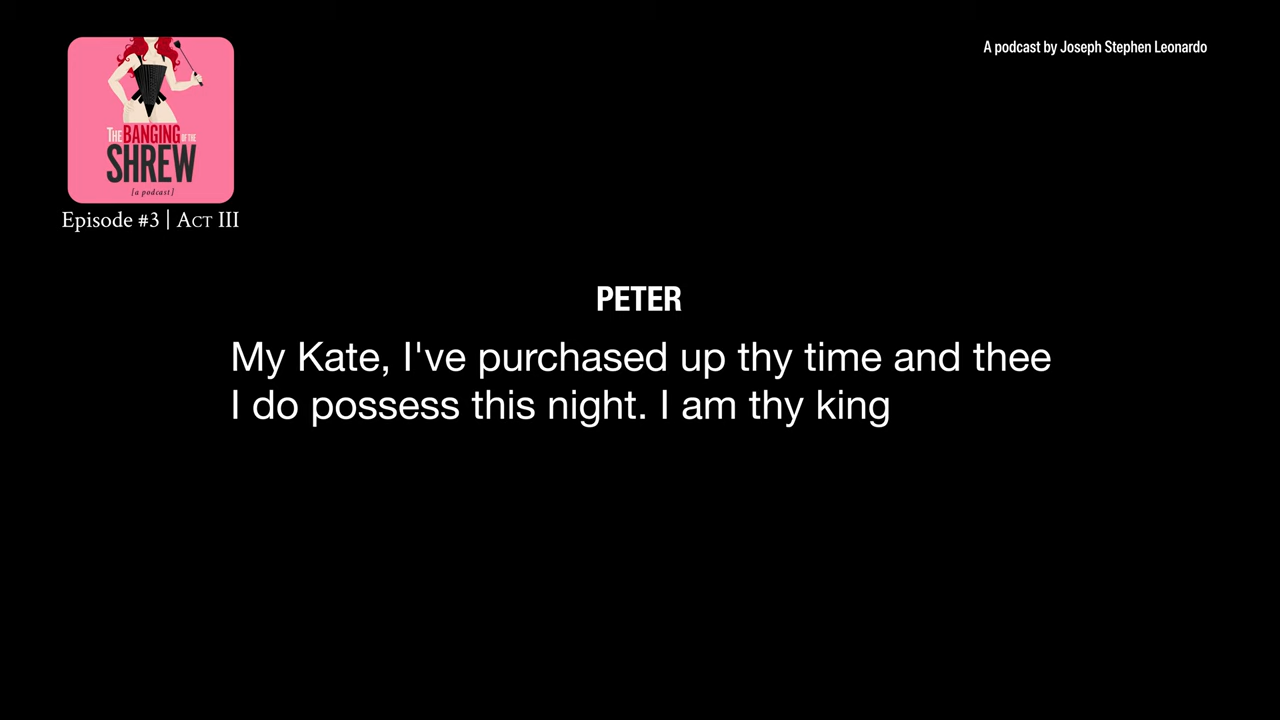 A podcast by Joseph Stephen Leonardo
THE BANGING OF THE
SHREW
[a podcast]
Episode #3 | ACT III
PETER
My Kate, I've purchased up thy time and thee
I do possess this night. I am thy king